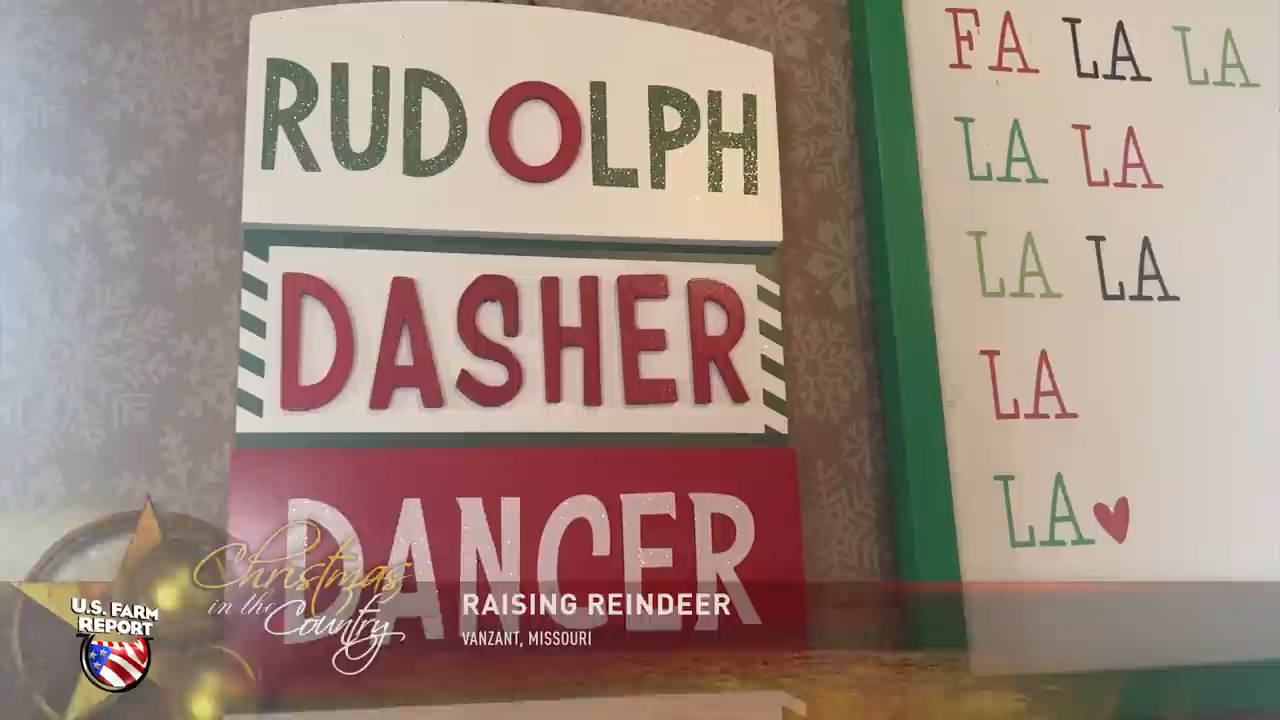 RUDOLPH
DASHER
DANCER
FA LA LA
LA LA
LA LA
LA
LA
Christmas
in the
Country
U.S. FARM
REPORT
RAISING REINDEER
VANZANT, MISSOURI